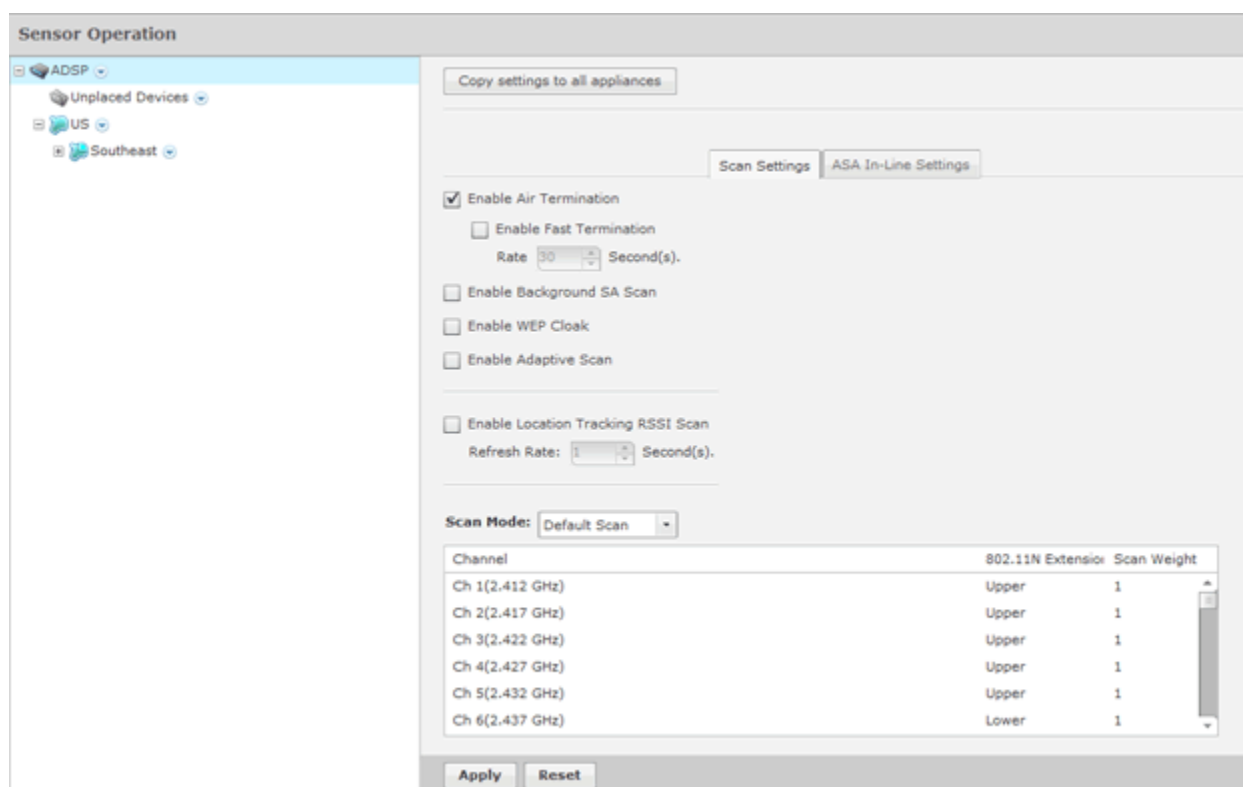 Sensor Operation
ADSP
Unplaced Devices
US
Southeast
Copy settings to all appliances
Scan Settings
ASA In-Line Settings
Enable Air Termination
Enable Fast Termination
Rate 30 Second(s).
Enable Background SA Scan
Enable WEP Cloak
Enable Adaptive Scan
Enable Location Tracking RSSI Scan
Refresh Rate: 1 Second(s).
Scan Mode: Default Scan
Channel 802.11N Extension Scan Weight
Ch 1(2.412 GHz) Upper 1
Ch 2(2.417 GHz) Upper 1
Ch 3(2.422 GHz) Upper 1
Ch 4(2.427 GHz) Upper 1
Ch 5(2.432 GHz) Upper 1
Ch 6(2.437 GHz) Lower 1
Apply Reset